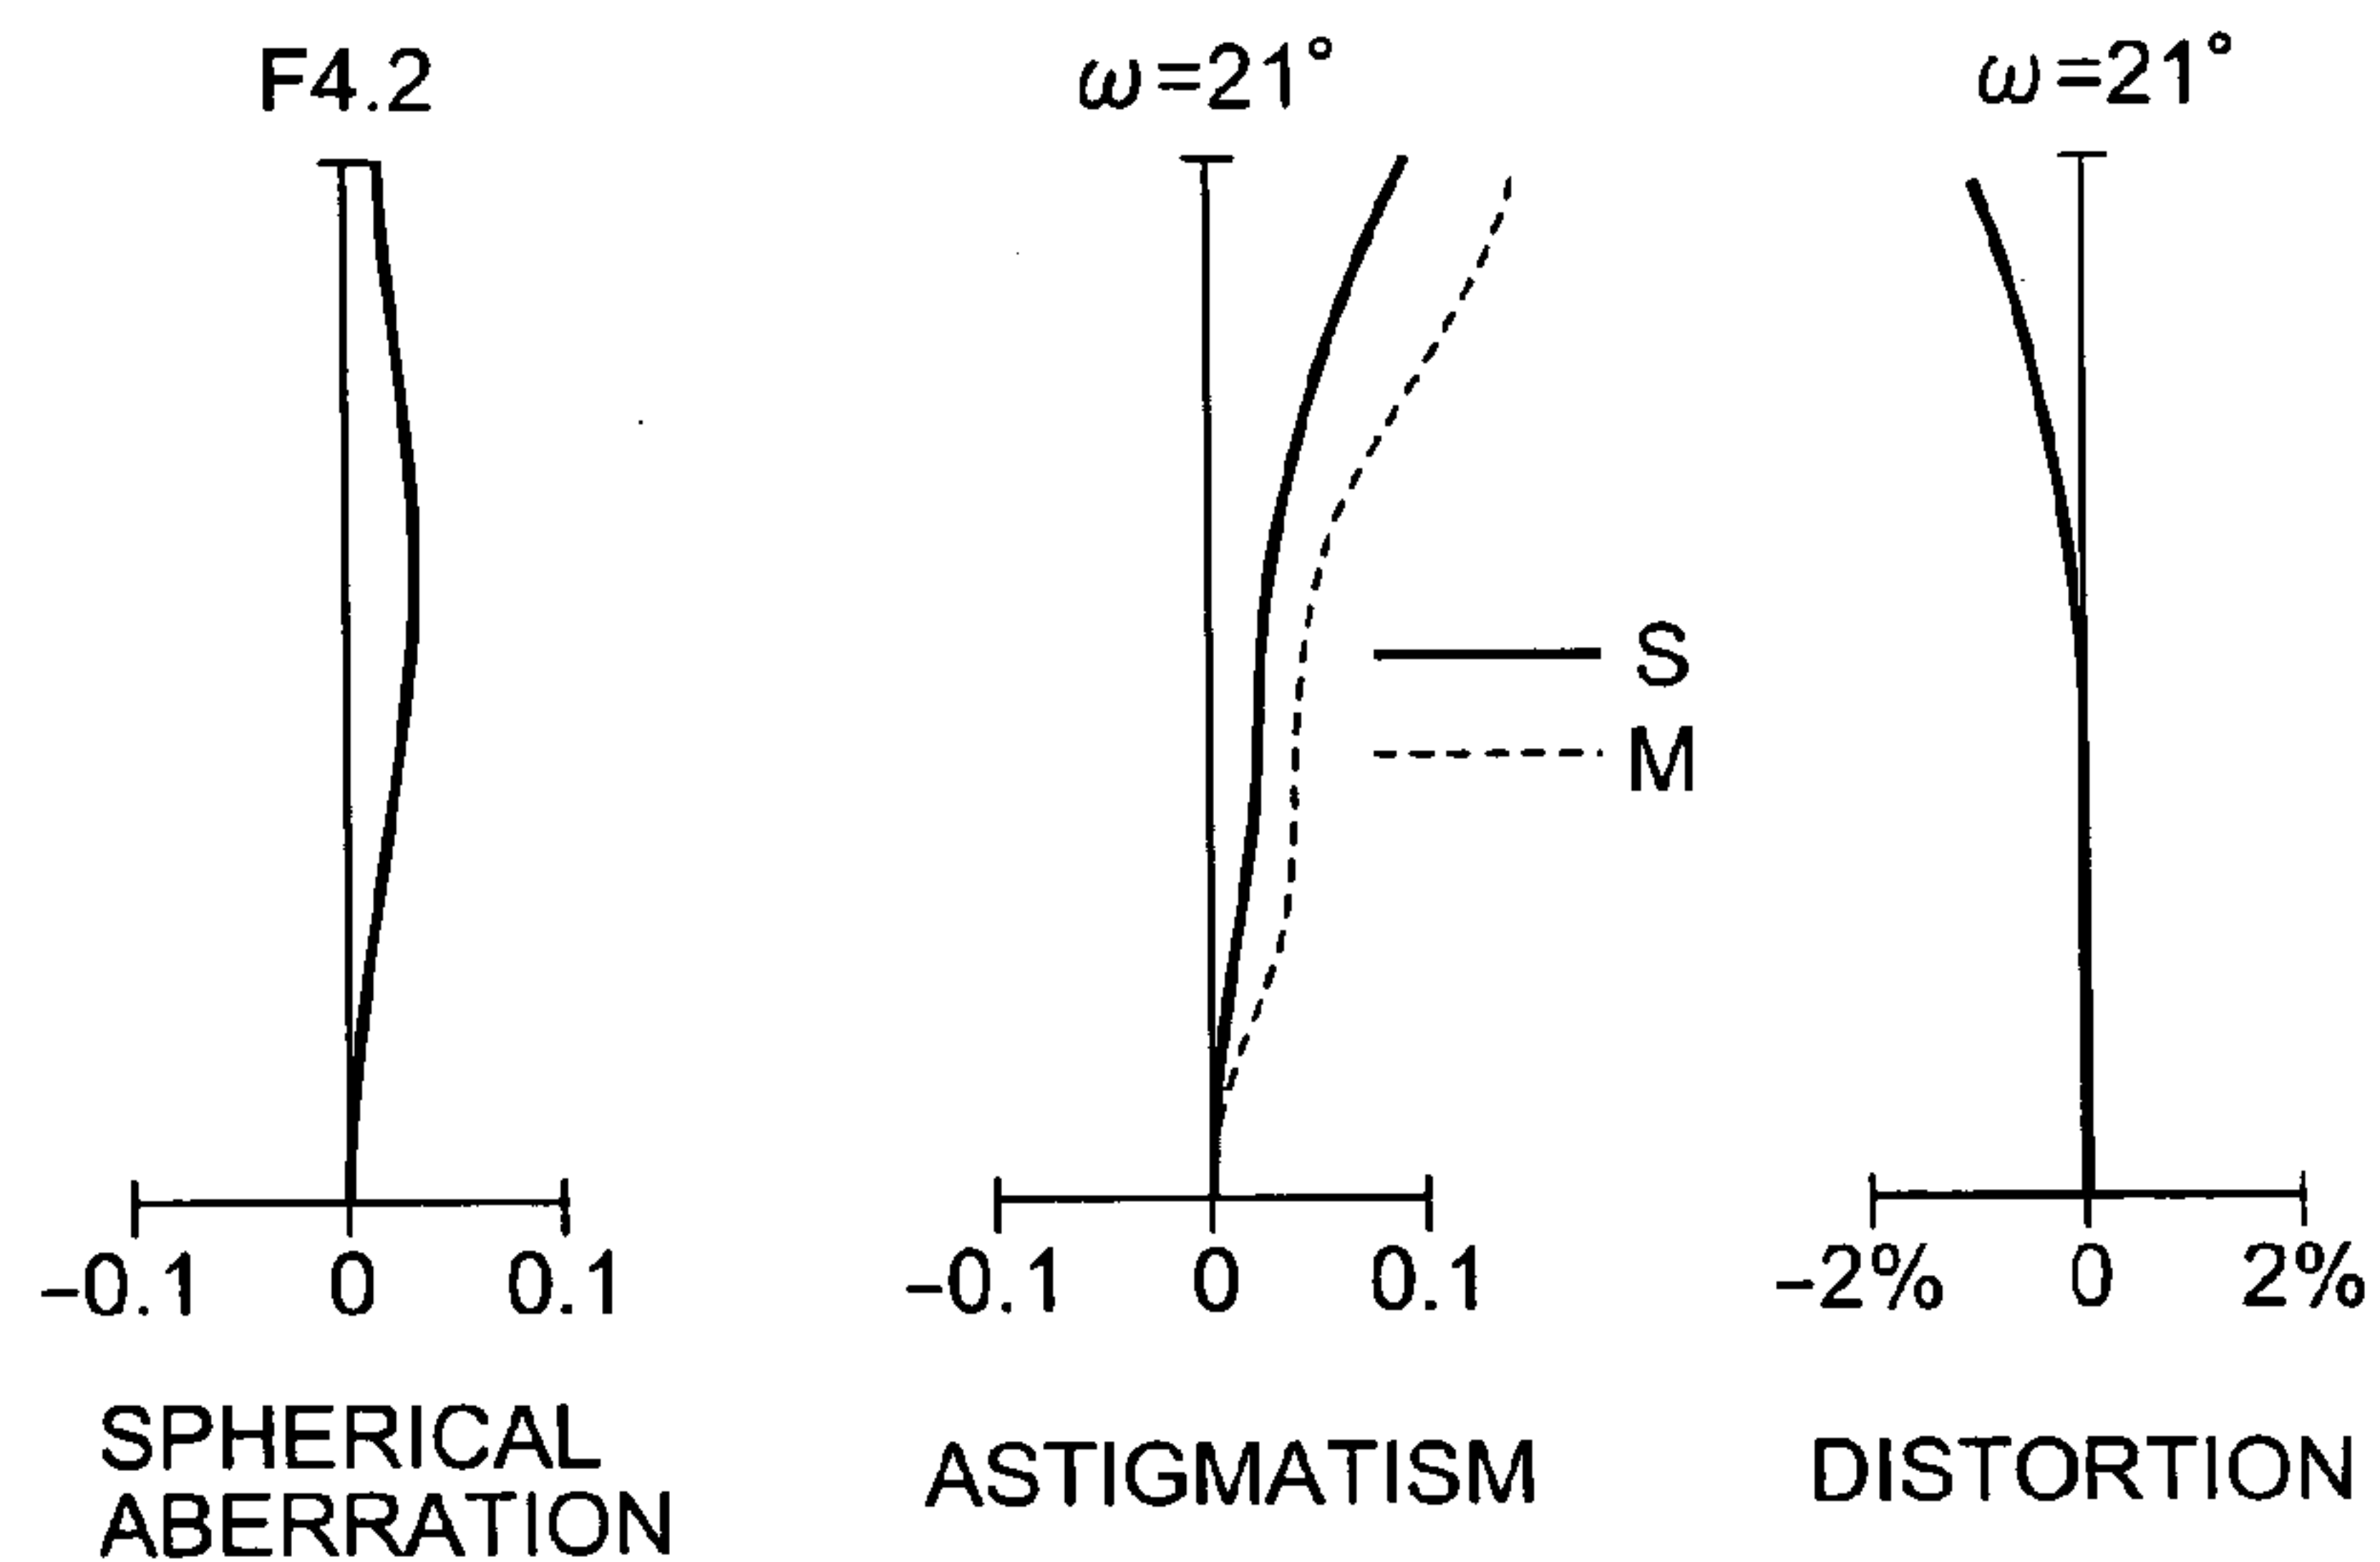 F4.2
ω=21°
ω=21°
S
M
-0.1 0 0.1
-0.1 0 0.1
-2% 0 2%
SPHERICAL
ABERRATION
ASTIGMATISM
DISTORTION